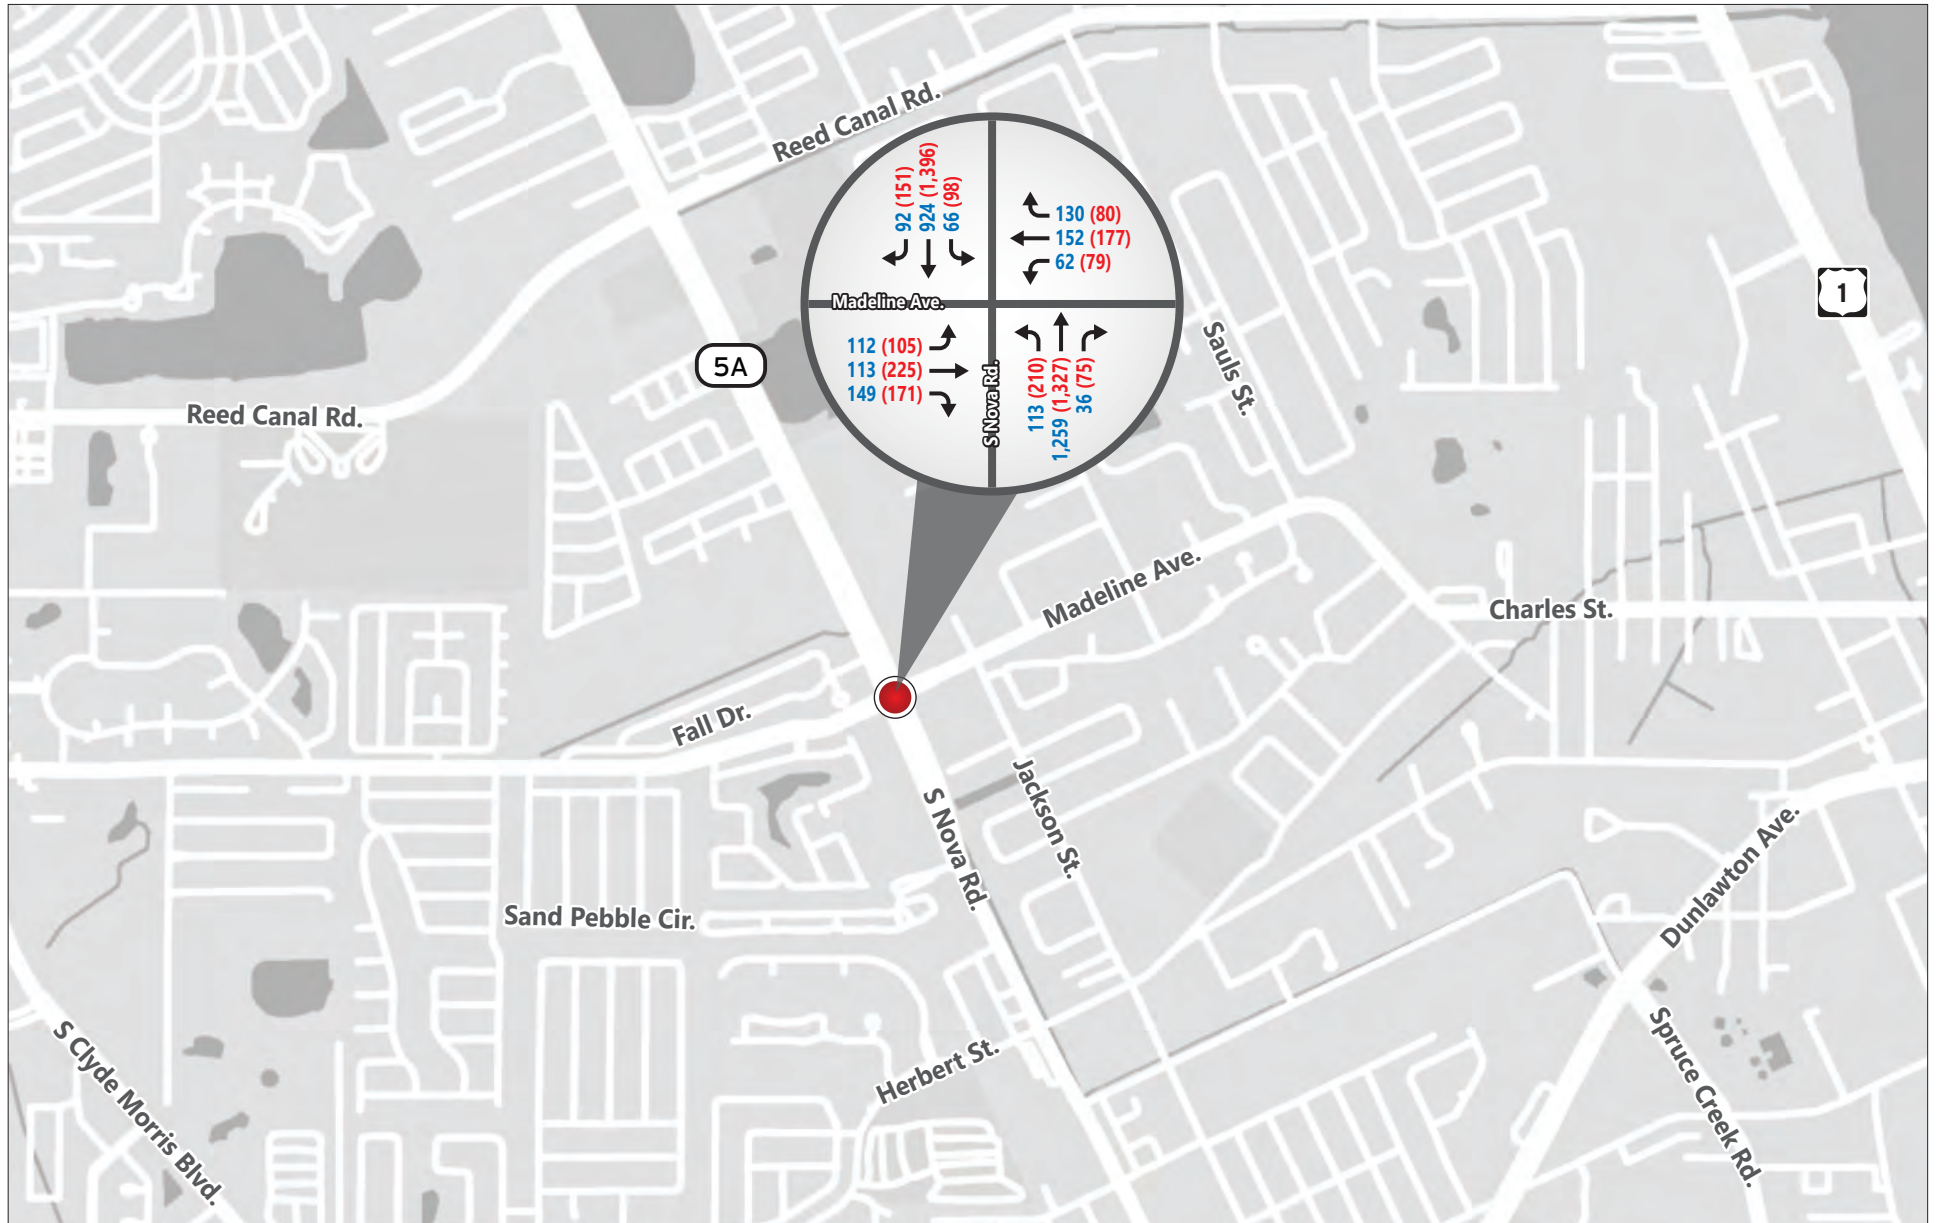 Reed Canal Rd.
92 (151)
924 (1,396)
66 (98)
130 (80)
152 (177)
62 (79)
1
Madeline Ave.
112 (105)
113 (225)
149 (171)
S Nova Rd.
113 (210)
1,259 (1,327)
36 (75)
Sauls St.
5A
Reed Canal Rd.
Madeline Ave.
Charles St.
Fall Dr.
S Nova Rd.
Jackson St.
Dunlawton Ave.
Sand Pebble Cir.
S Clyde Morris Blvd.
Herbert St.
Spruce Creek Rd.